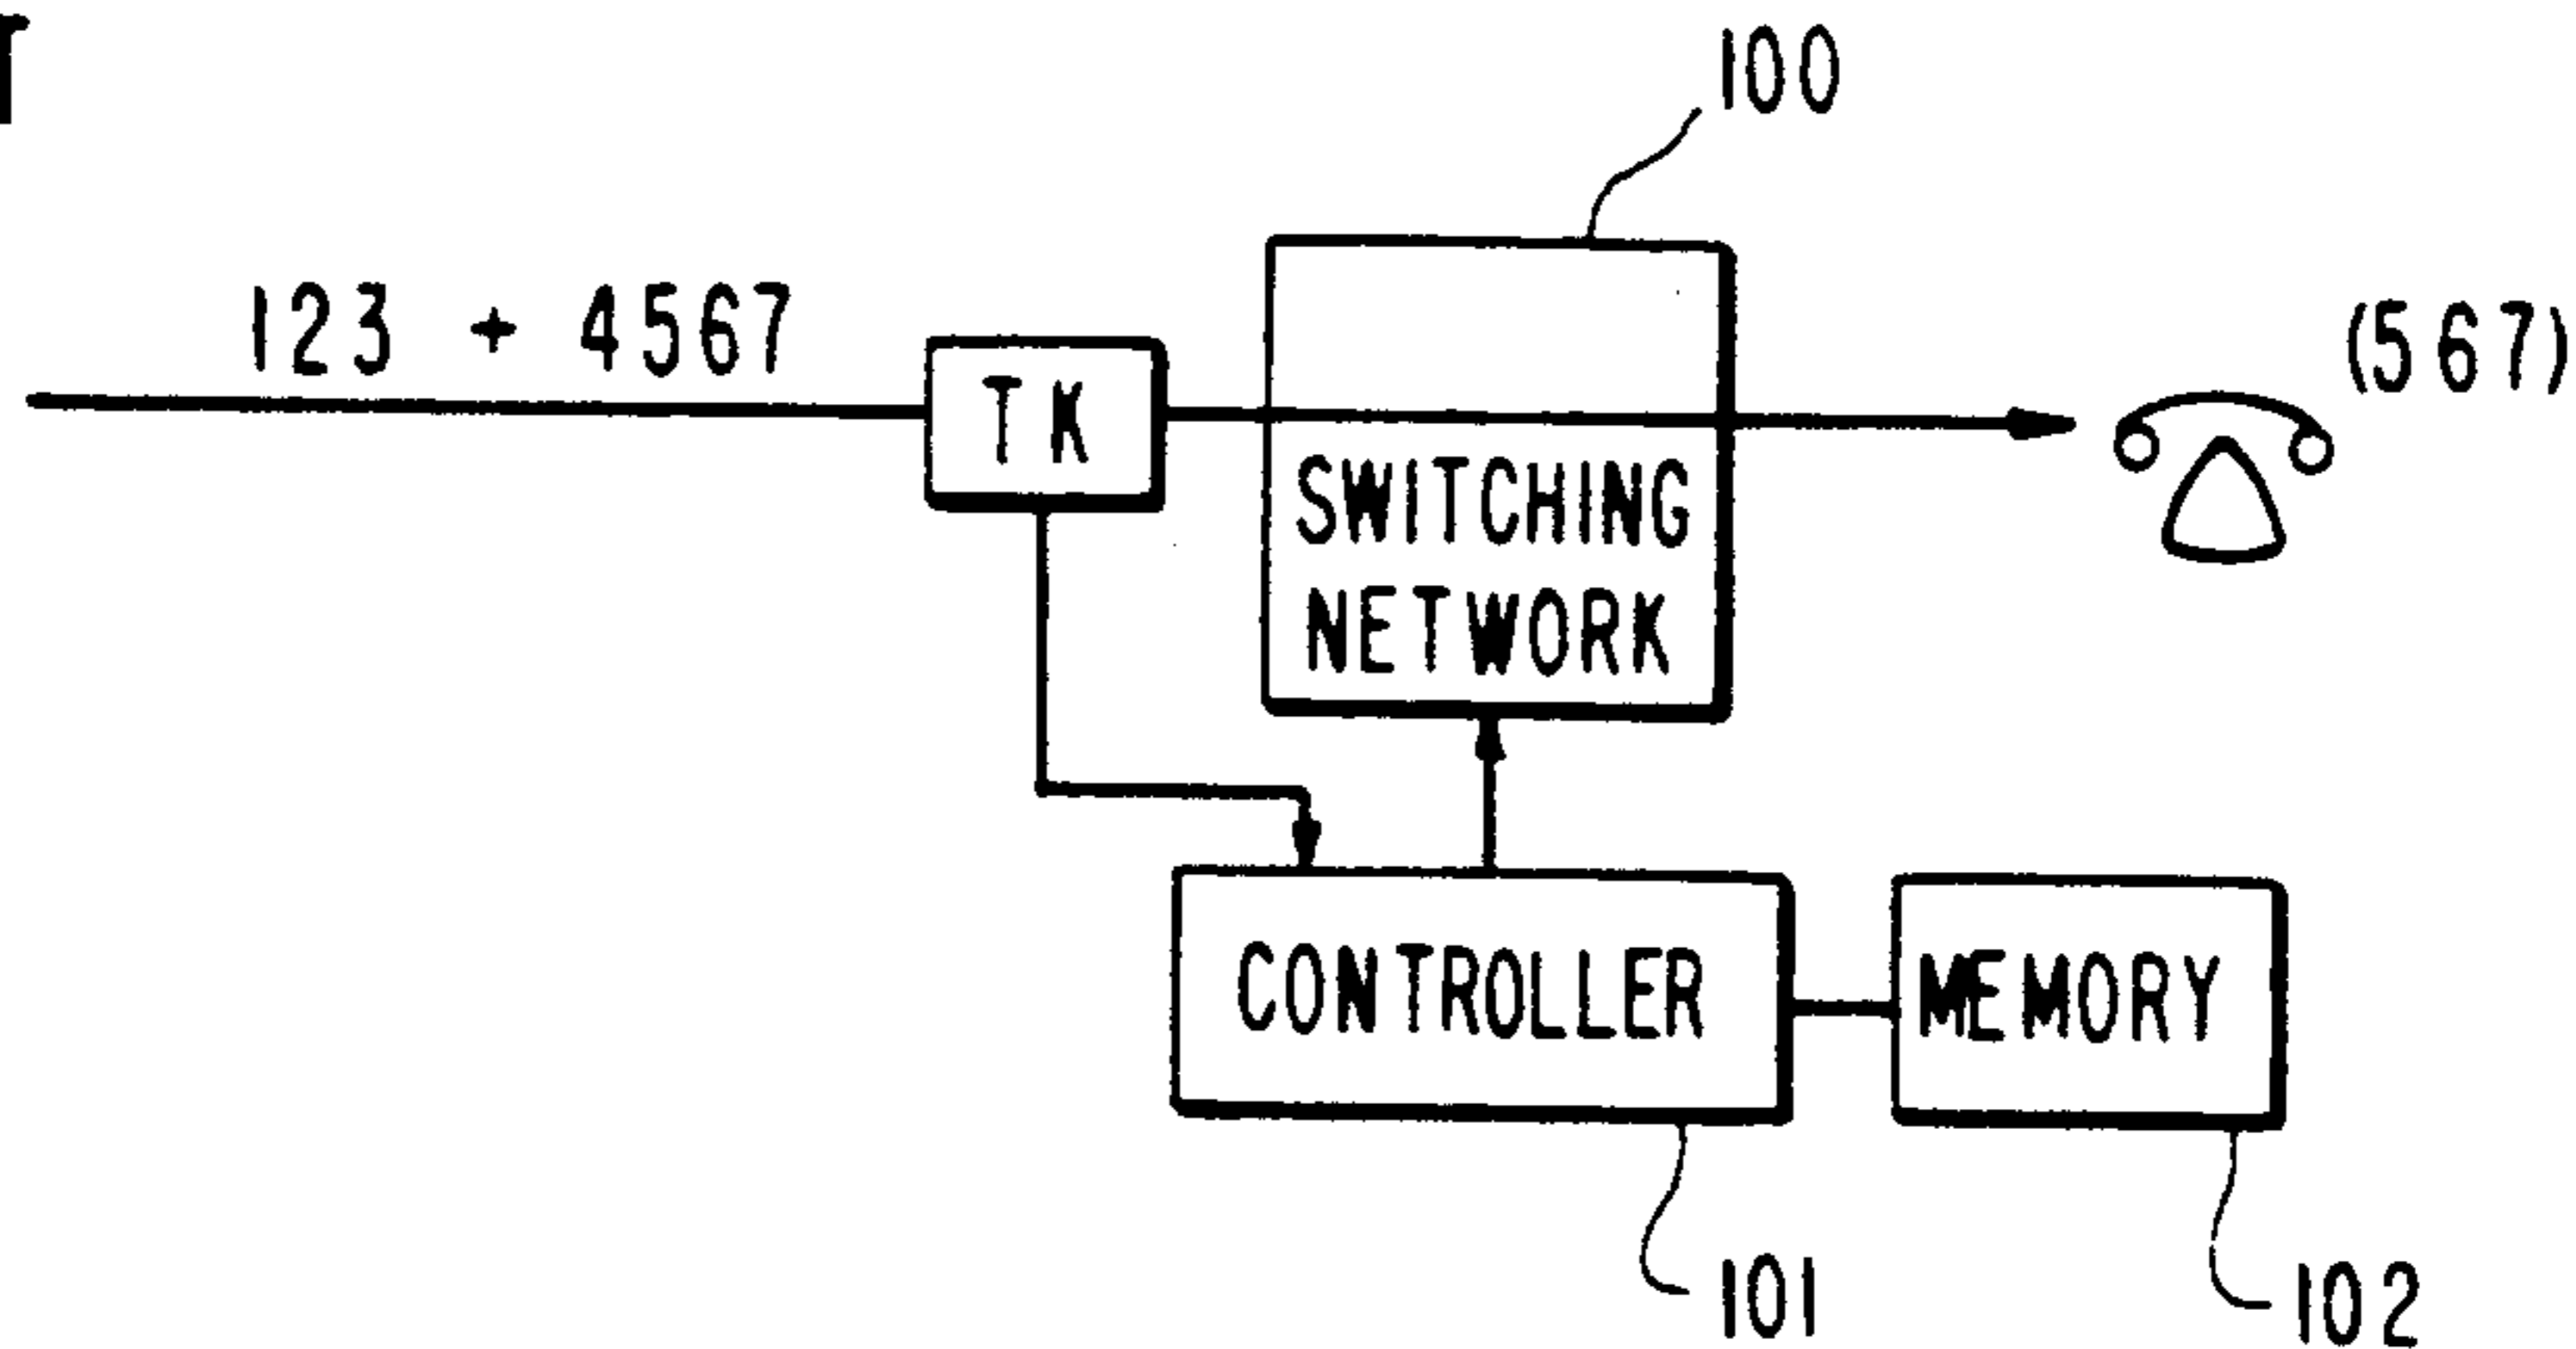 T
100
123 + 4567
(567)
TK
SWITCHING
NETWORK
CONTROLLER
MEMORY
101
102